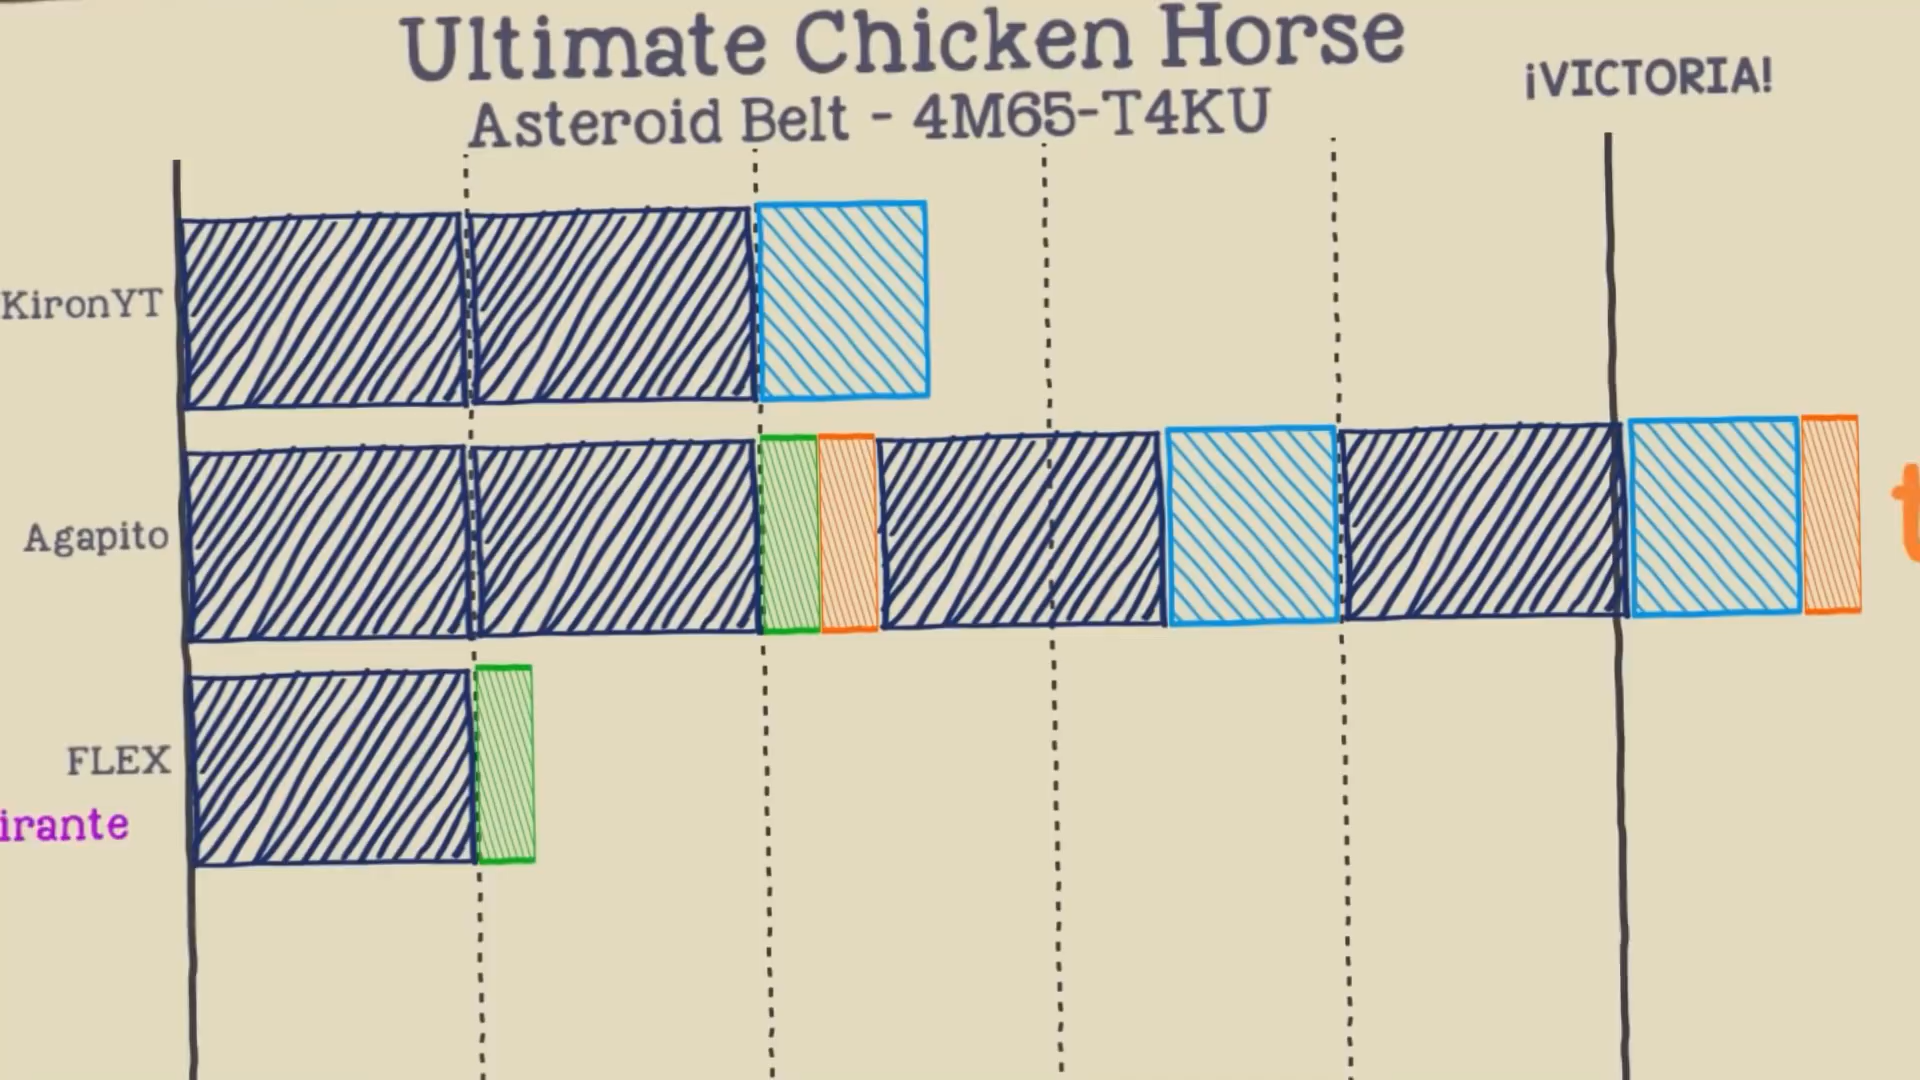 Ultimate Chicken Horse
Asteroid Belt - 4M65-T4KU
¡VICTORIA!
KironYT
Agapito
FLEX
irante
t